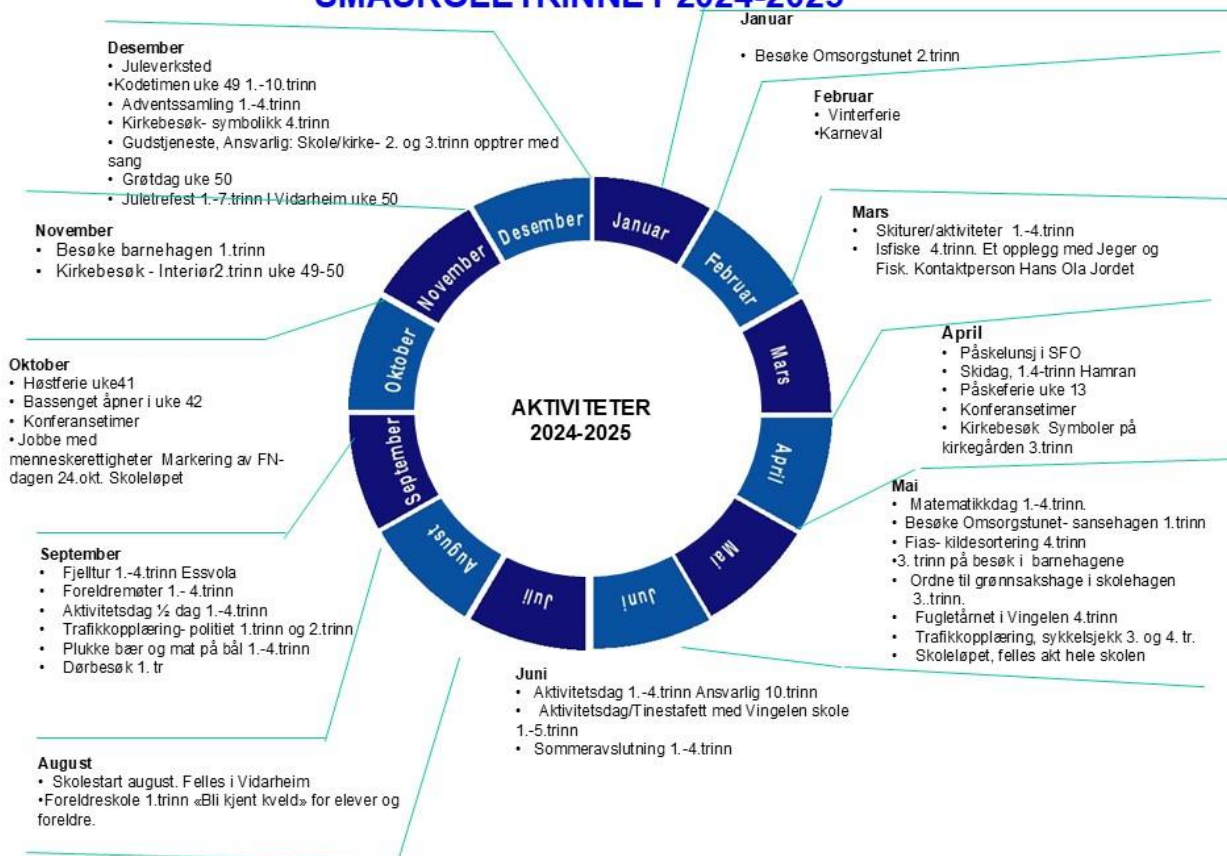 SMÅSKOLETRINNET 2024-2025
Januar
• Besøke Omsorgstunet 2.trinn
Februar
• Vinterferie
•Karneval
Mars
• Skiturer/aktiviteter 1.-4.trinn
• Isfiske 4.trinn. Et opplegg med Jeger og
Fisk. Kontaktperson Hans Ola Jordet
April
• Påskelunsj i SFO
• Skidag, 1.4-trinn Hamran
• Påskeferie uke 13
• Konferansetimer
• Kirkebesøk Symboler på
kirkegården 3.trinn
Mai
• Matematikkdag 1.-4.trinn.
• Besøke Omsorgstunet- sansehagen 1.trinn
• Fias- kildesortering 4.trinn
•3. trinn på besøk i barnehagene
• Ordne til grønnsakshage i skolehagen
3..trinn.
• Fugletårnet i Vingelen 4.trinn
• Trafikkopplæring, sykkelsjekk 3. og 4. tr.
• Skoleløpet, felles akt hele skolen
Juni
• Aktivitetsdag 1.-4.trinn Ansvarlig 10.trinn
• Aktivitetsdag/Tinestafett med Vingelen skole
1.-5.trinn
• Sommeravslutning 1.-4.trinn
August
• Skolestart august. Felles i Vidarheim
•Foreldreskole 1.trinn «Bli kjent kveld» for elever og
foreldre.
September
• Fjelltur 1.-4.trinn Essvola
• Foreldremøter 1.- 4.trinn
• Aktivitetsdag ½ dag 1.-4.trinn
• Trafikkopplæring- politiet 1.trinn og 2.trinn
• Plukke bær og mat på bål 1.-4.trinn
• Dørbesøk 1. tr
Oktober
• Høstferie uke41
• Bassenget åpner i uke 42
• Konferansetimer
• Jobbe med
menneskerettigheter Markering av FN-
dagen 24.okt. Skoleløpet
November
• Besøke barnehagen 1.trinn
• Kirkebesøk - Interiør2.trinn uke 49-50
Desember
• Juleverksted
•Kodetimen uke 49 1.-10.trinn
• Adventssamling 1.-4.trinn
• Kirkebesøk- symbolikk 4.trinn
• Gudstjeneste, Ansvarlig: Skole/kirke- 2. og 3.trinn opptrer med
sang
• Grøtdag uke 50
• Juletrefest 1.-7.trinn I Vidarheim uke 50
Januar
Februar
Mars
April
Mai
Juni
Juli
August
September
Oktober
November
Desember
AKTIVITETER
2024-2025